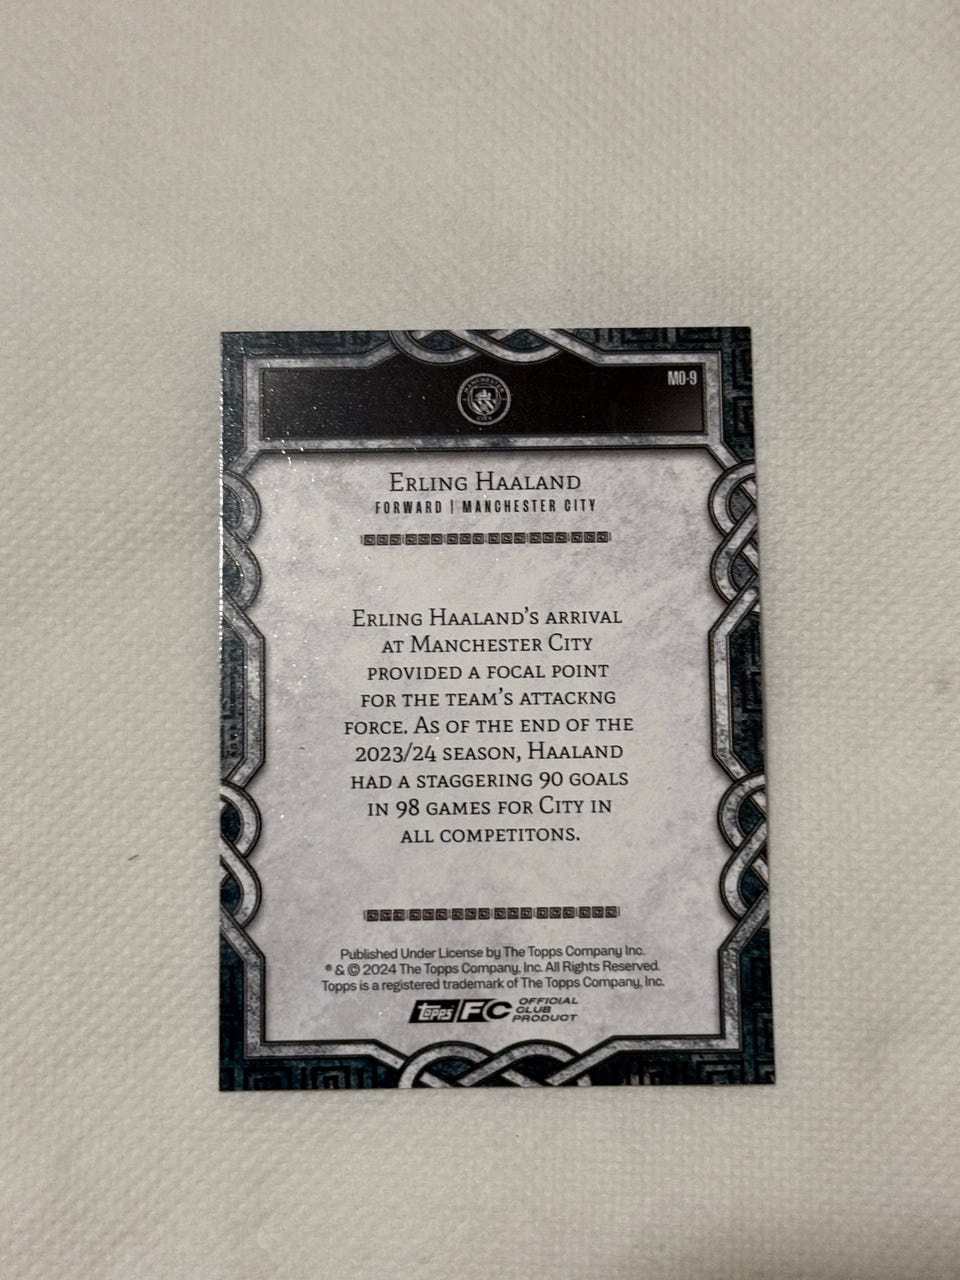 MO-9
MANCHESTER
CITY
Erling Haaland
FORWARD | MANCHESTER CITY
Erling Haaland's arrival
at Manchester City
provided a focal point
for the team's attackng
force. As of the end of the
2023/24 season, Haaland
had a staggering 90 goals
in 98 games for City in
all competitons.
Published Under License by The Topps Company Inc.
® & © 2024 The Topps Company, Inc. All Rights Reserved.
Topps is a registered trademark of The Topps Company, Inc.
topps FC OFFICIAL
CLUB
PRODUCT